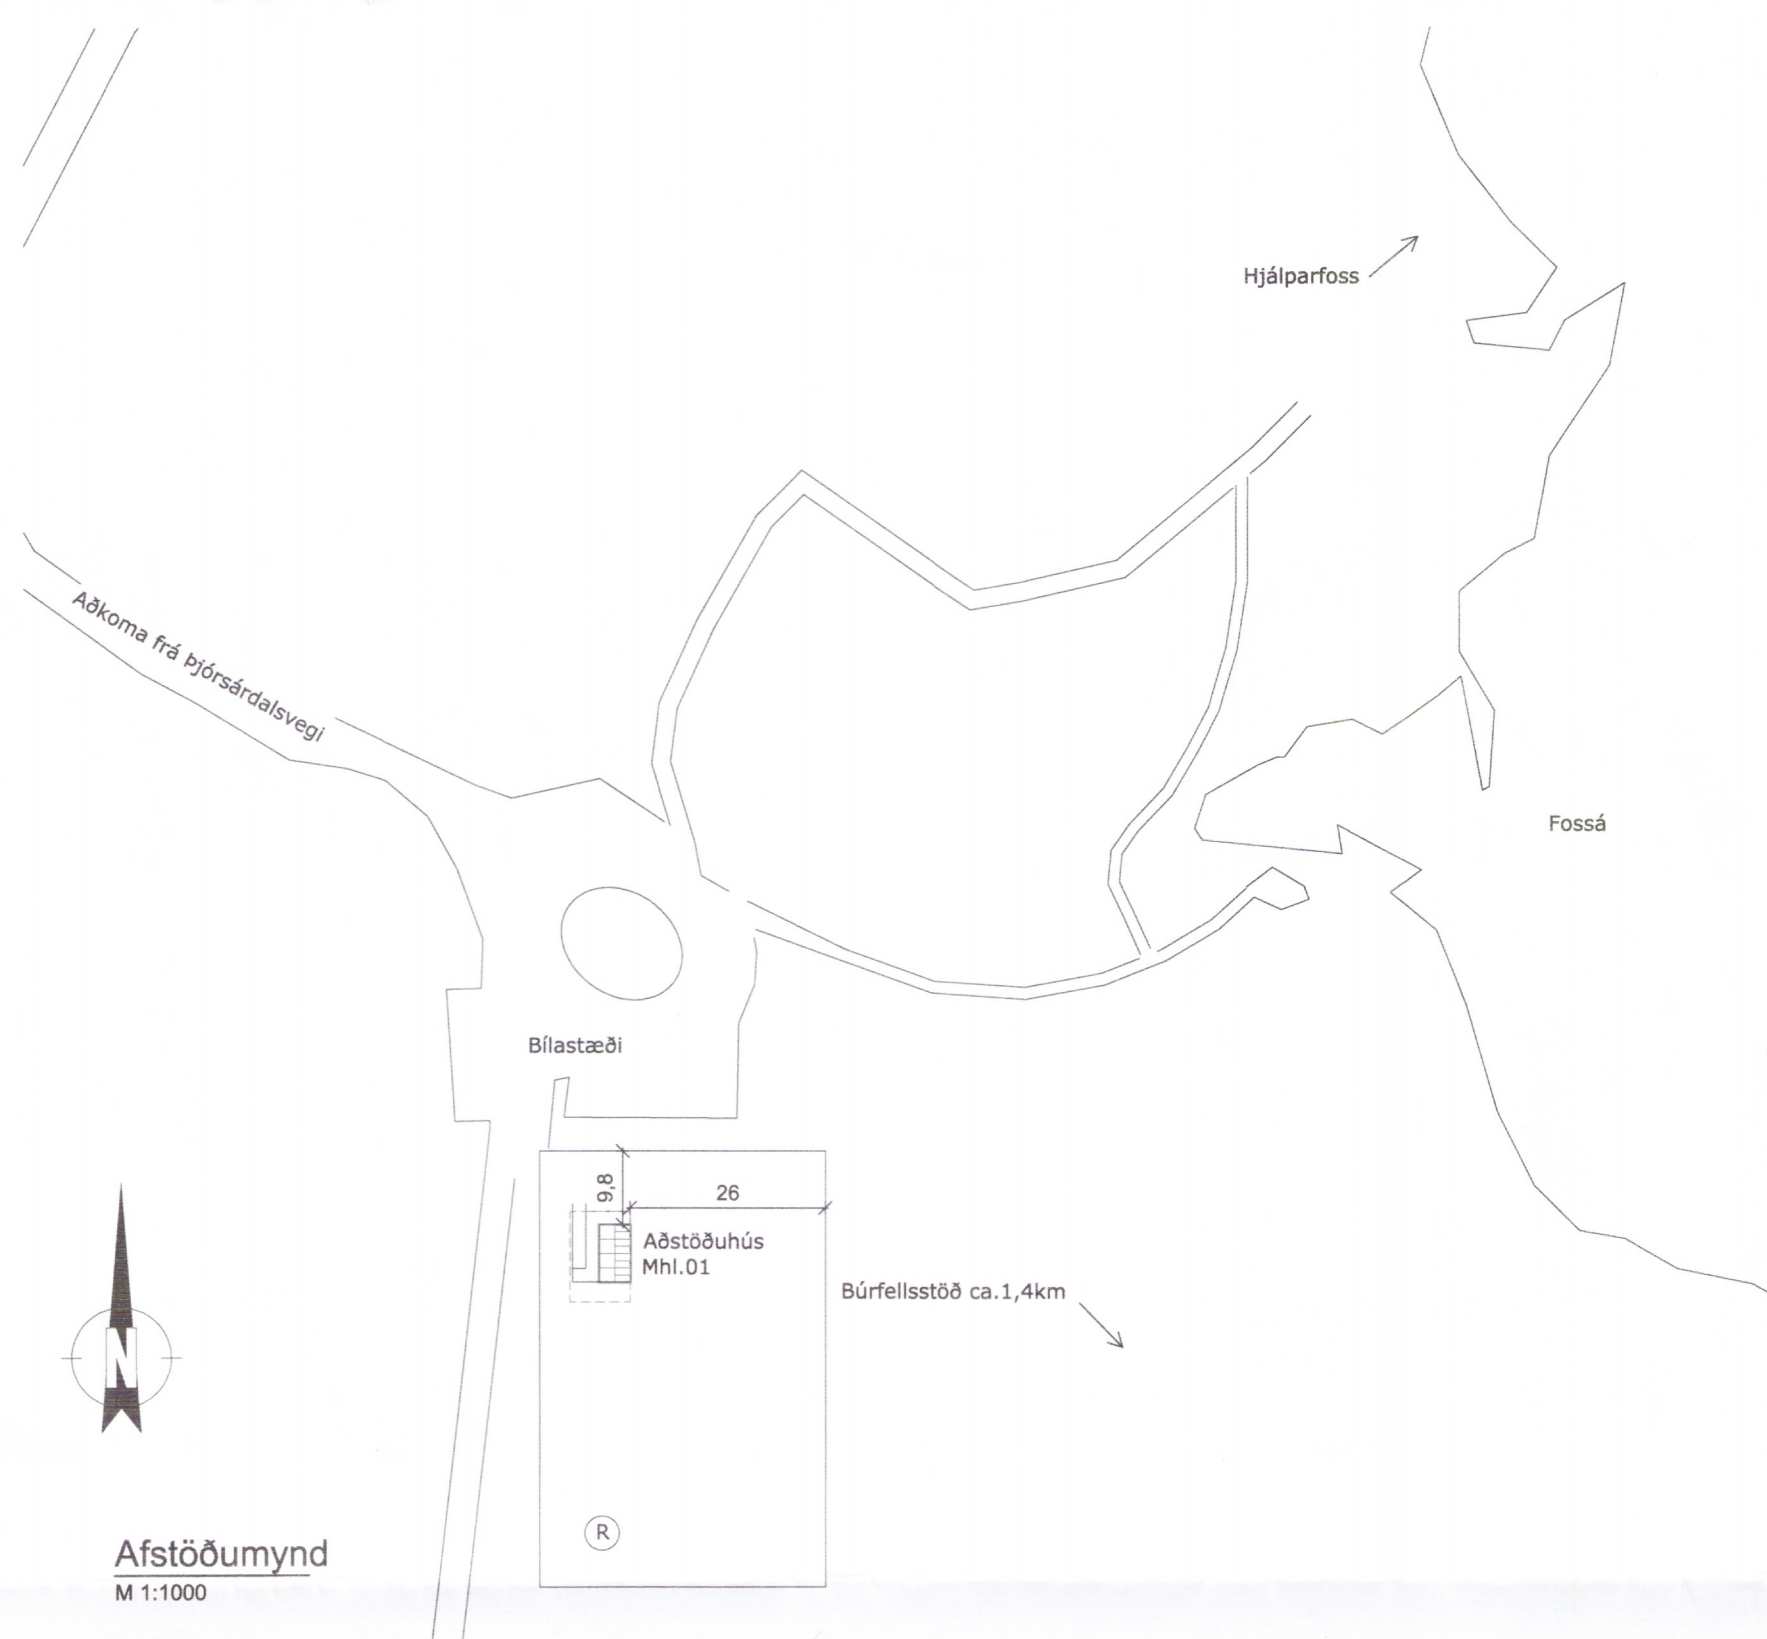 Hjálparfoss
Aðkoma frá Þjórsárdalsvegi
Fossá
Bílastæði
9,8
26
Aðstöðuhús
Mhl.01
Búrfellsstöð ca.1,4km
N
R
Afstöðumynd
M 1:1000